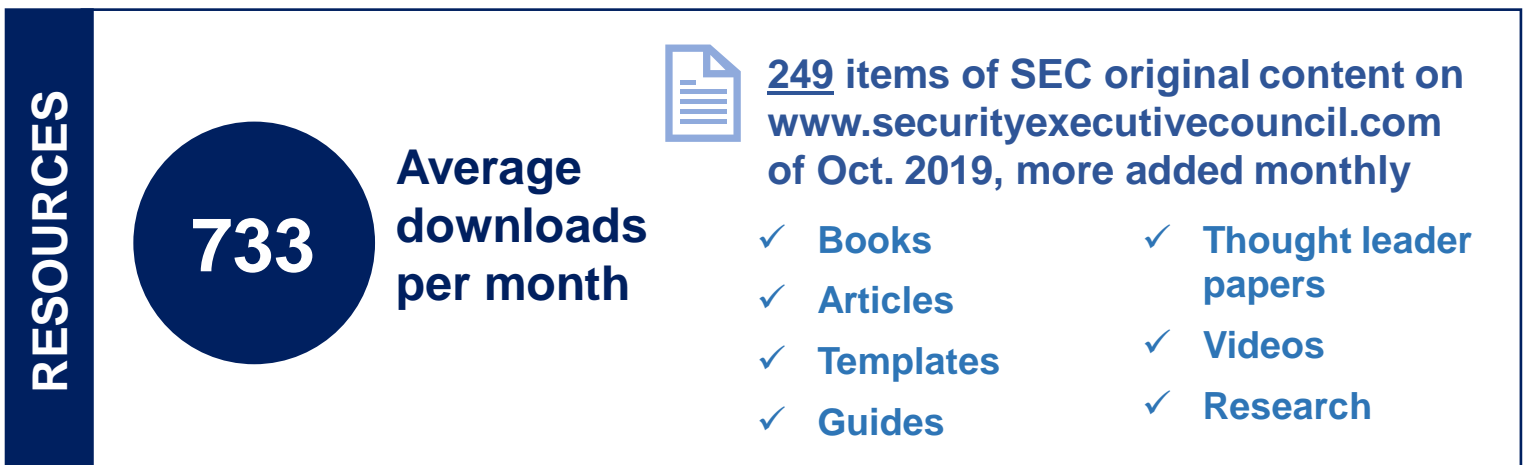 RESOURCES
733
Average
downloads
per month
249 items of SEC original content on
www.securityexecutivecouncil.com
of Oct. 2019, more added monthly
✓ Books
✓ Articles
✓ Templates
✓ Guides
✓ Thought leader
papers
✓ Videos
✓ Research